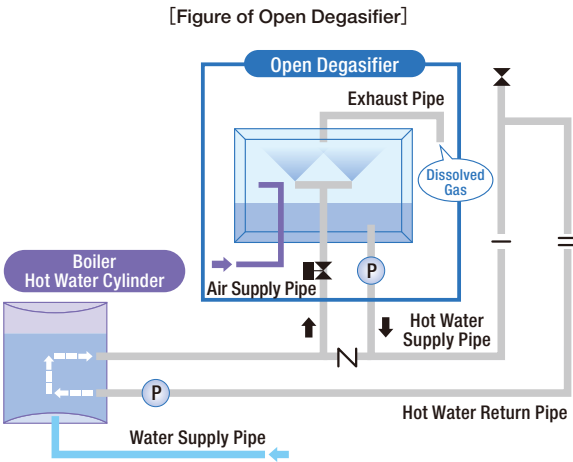 [Figure of Open Degasifier]
Open Degasifier
Exhaust Pipe
Dissolved
Gas
Boiler
Hot Water Cylinder
P
Air Supply Pipe
Hot Water
Supply Pipe
P
Hot Water Return Pipe
Water Supply Pipe